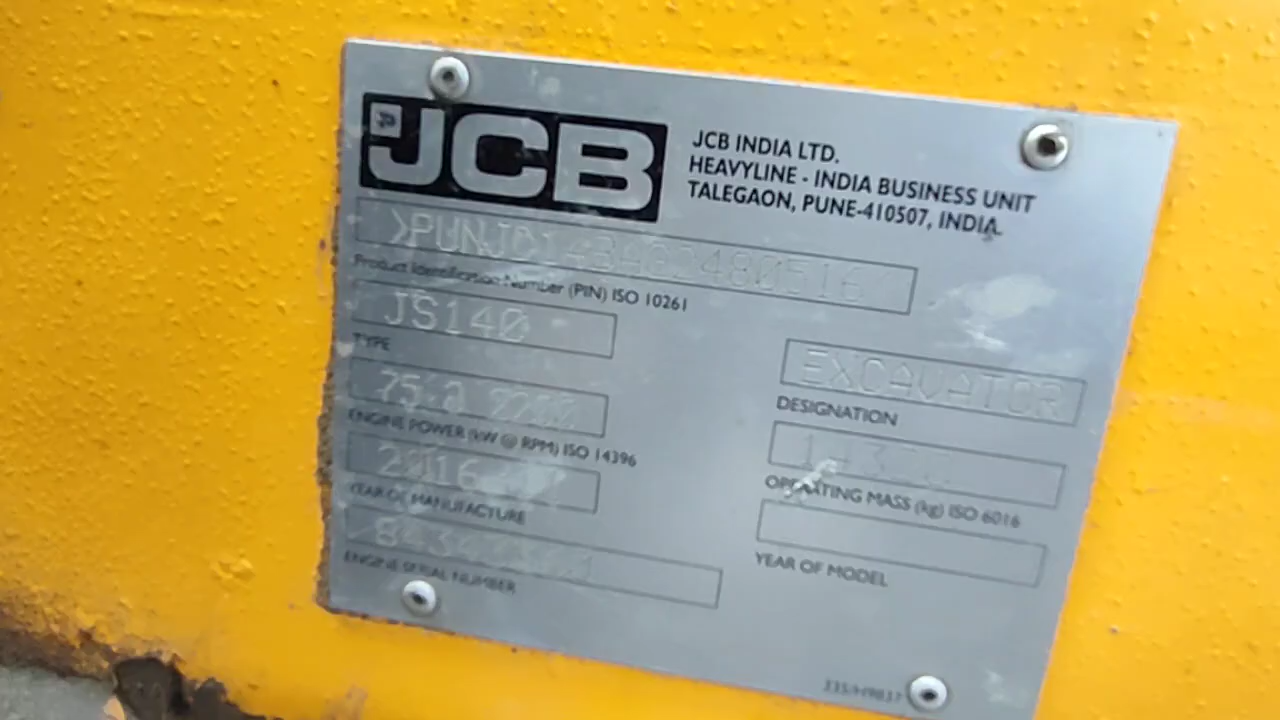 JCB
JCB INDIA LTD.
HEAVYLINE - INDIA BUSINESS UNIT
TALEGAON, PUNE-410507, INDIA.
Product Identification Number (PIN) ISO 10261
JS140
TYPE
EXCAVATOR
DESIGNATION
ENGINE POWER (kW @ RPM) ISO 14396
OPERATING MASS (kg) ISO 6016
2016
YEAR OF MANUFACTURE
YEAR OF MODEL
ENGINE SERIAL NUMBER